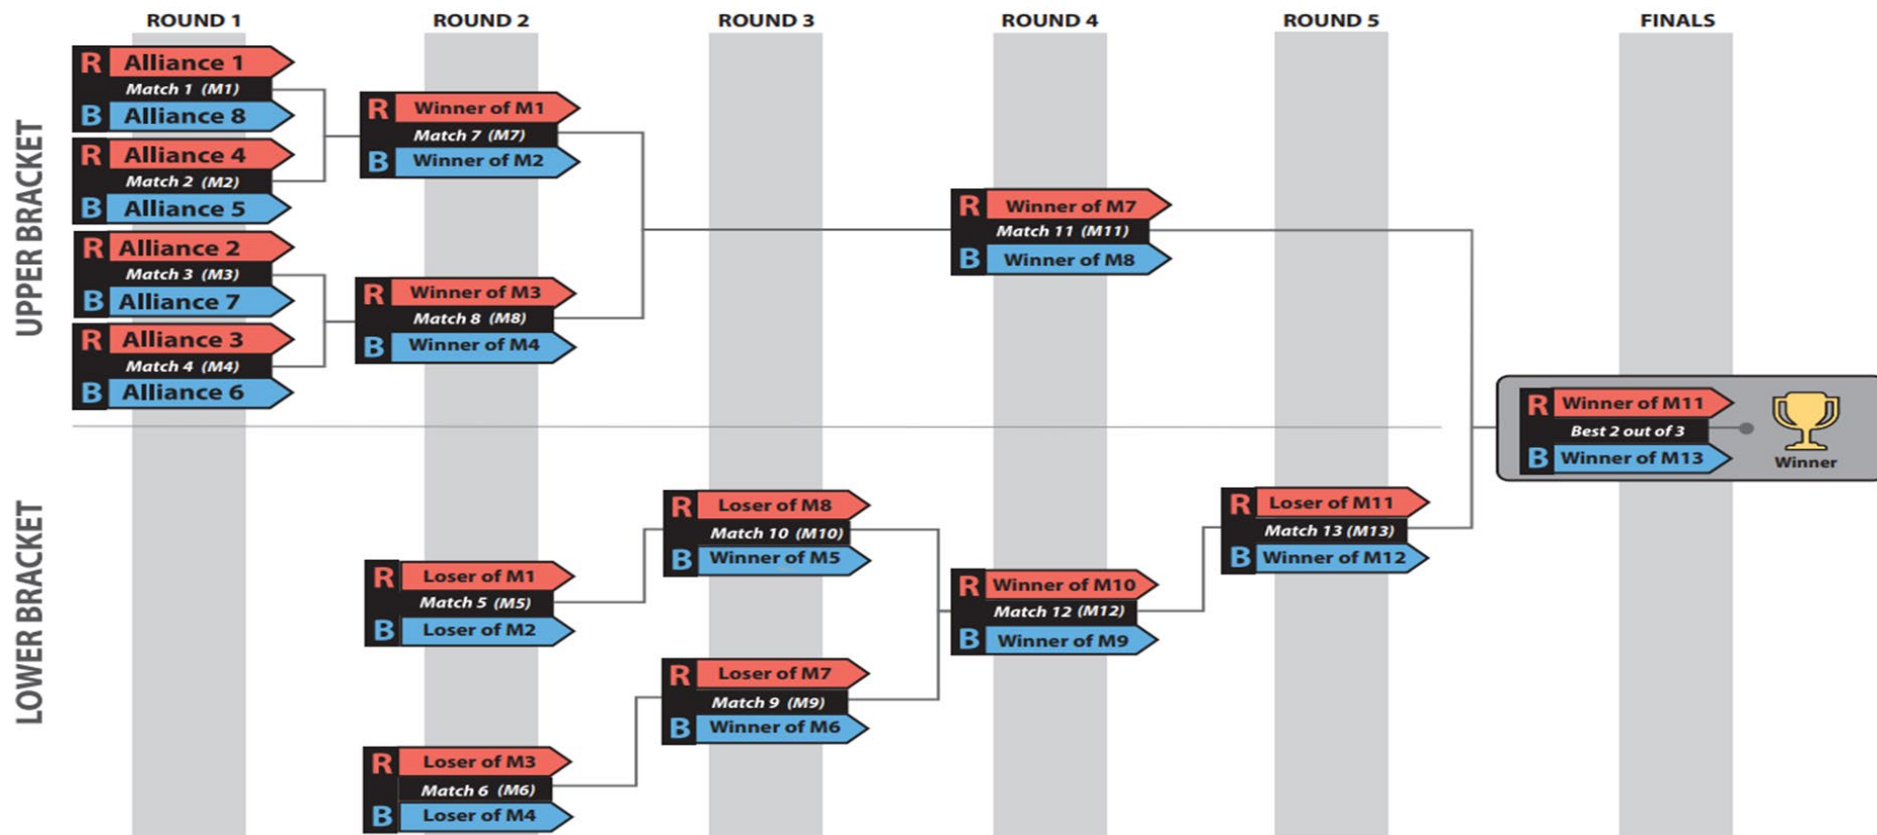 ROUND 1
ROUND 2
ROUND 3
ROUND 4
ROUND 5
FINALS
UPPER BRACKET
R Alliance 1
Match 1 (M1)
B Alliance 8
R Alliance 4
Match 2 (M2)
B Alliance 5
R Alliance 2
Match 3 (M3)
B Alliance 7
R Alliance 3
Match 4 (M4)
B Alliance 6
R Winner of M1
Match 7 (M7)
B Winner of M2
R Winner of M3
Match 8 (M8)
B Winner of M4
R Winner of M7
Match 11 (M11)
B Winner of M8
R Winner of M11
Best 2 out of 3
B Winner of M13
Winner
LOWER BRACKET
R Loser of M1
Match 5 (M5)
B Loser of M2
R Loser of M3
Match 6 (M6)
B Loser of M4
R Loser of M8
Match 10 (M10)
B Winner of M5
R Loser of M7
Match 9 (M9)
B Winner of M6
R Winner of M10
Match 12 (M12)
B Winner of M9
R Loser of M11
Match 13 (M13)
B Winner of M12